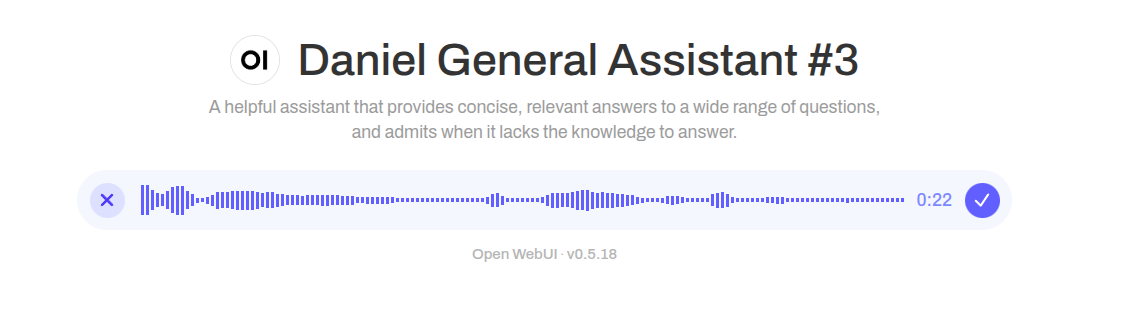 OI
Daniel General Assistant #3
A helpful assistant that provides concise, relevant answers to a wide range of questions,
and admits when it lacks the knowledge to answer.
0:22
Open WebUI · v0.5.18